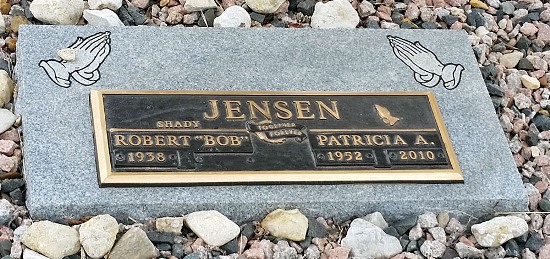 JENSEN
SHADY
TOGETHER
FOREVER
ROBERT "BOB"
1938
PATRICIA A.
1952 2010